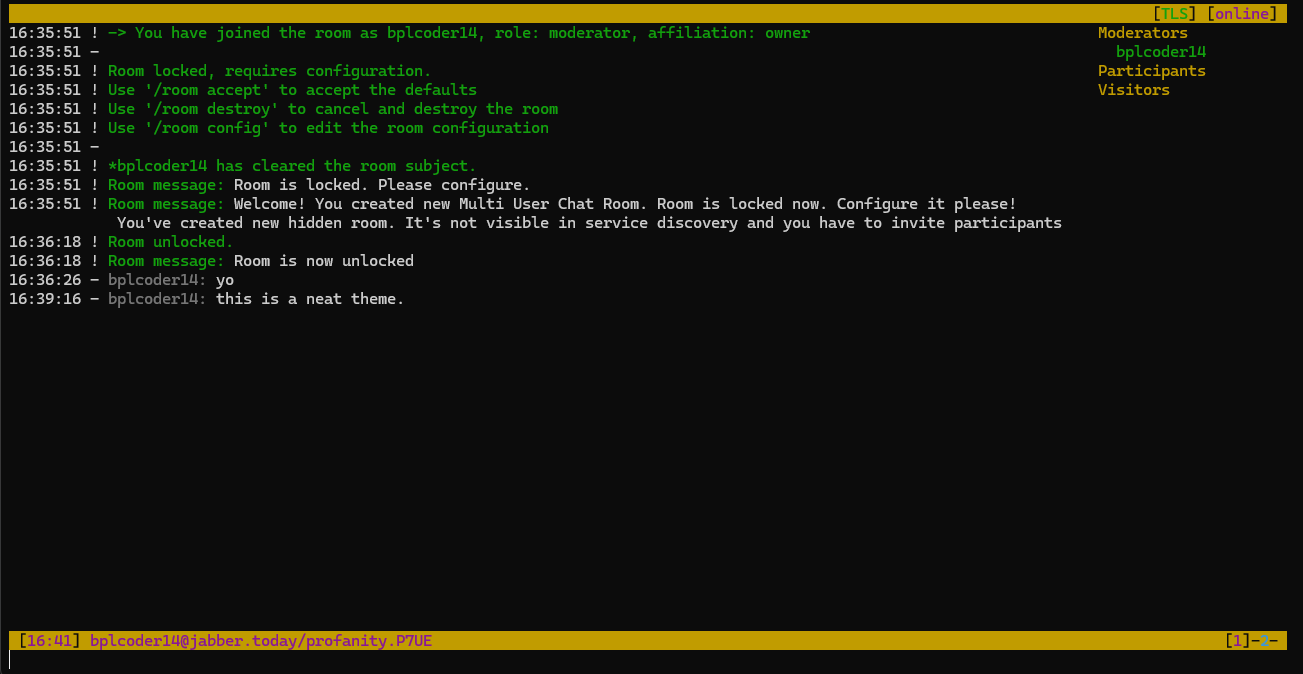 [TLS] [online]
16:35:51 ! -> You have joined the room as bplcoder14, role: moderator, affiliation: owner
Moderators
16:35:51 -
bplcoder14
16:35:51 ! Room locked, requires configuration.
Participants
16:35:51 ! Use '/room accept' to accept the defaults
Visitors
16:35:51 ! Use '/room destroy' to cancel and destroy the room
16:35:51 ! Use '/room config' to edit the room configuration
16:35:51 -
16:35:51 ! *bplcoder14 has cleared the room subject.
16:35:51 ! Room message: Room is locked. Please configure.
16:35:51 ! Room message: Welcome! You created new Multi User Chat Room. Room is locked now. Configure it please!
You've created new hidden room. It's not visible in service discovery and you have to invite participants
16:36:18 ! Room unlocked.
16:36:18 ! Room message: Room is now unlocked
16:36:26 - bplcoder14: yo
16:39:16 - bplcoder14: this is a neat theme.
[16:41] bplcoder14@jabber.today/profanity.P7UE
[1]-2-